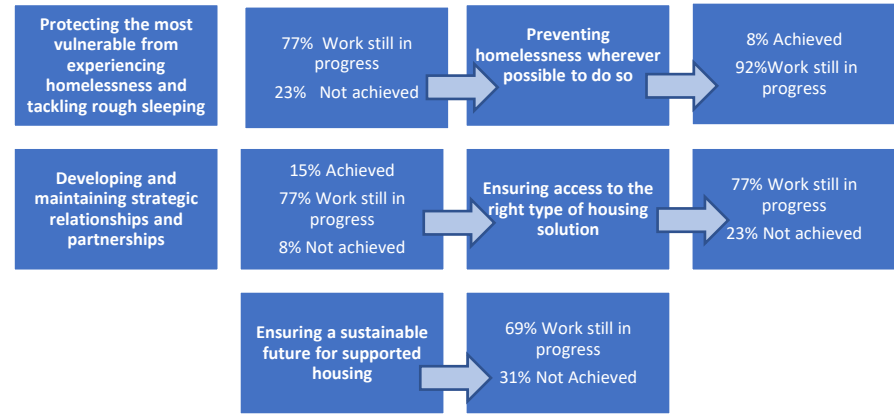 Protecting the most
vulnerable from
experiencing
homelessness and
tackling rough sleeping
77% Work still in
progress
23% Not achieved
Preventing
homelessness wherever
possible to do so
8% Achieved
92%Work still in
progress
Developing and
maintaining strategic
relationships and
partnerships
15% Achieved
77% Work still in
progress
8% Not achieved
Ensuring access to the
right type of housing
solution
77% Work still in
progress
23% Not achieved
Ensuring a sustainable
future for supported
housing
69% Work still in
progress
31% Not Achieved